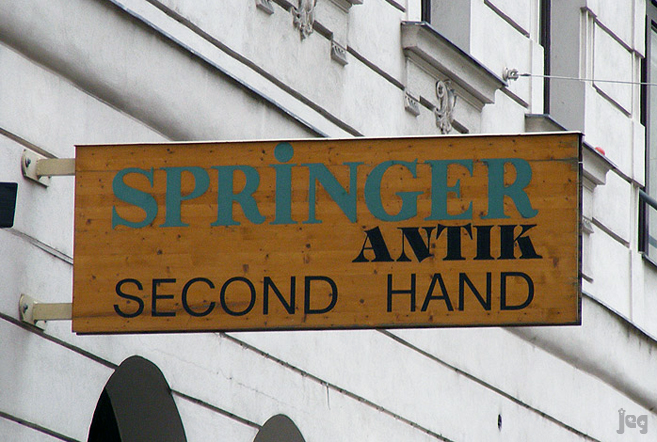 SPRiNGER
ANTIK
SECOND HAND
jeg